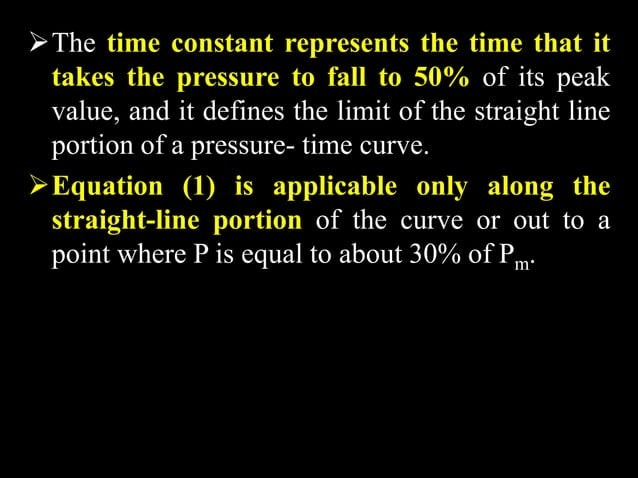 ➢The time constant represents the time that it
takes the pressure to fall to 50% of its peak
value, and it defines the limit of the straight line
portion of a pressure- time curve.
➢Equation (1) is applicable only along the
straight-line portion of the curve or out to a
point where P is equal to about 30% of Pm.